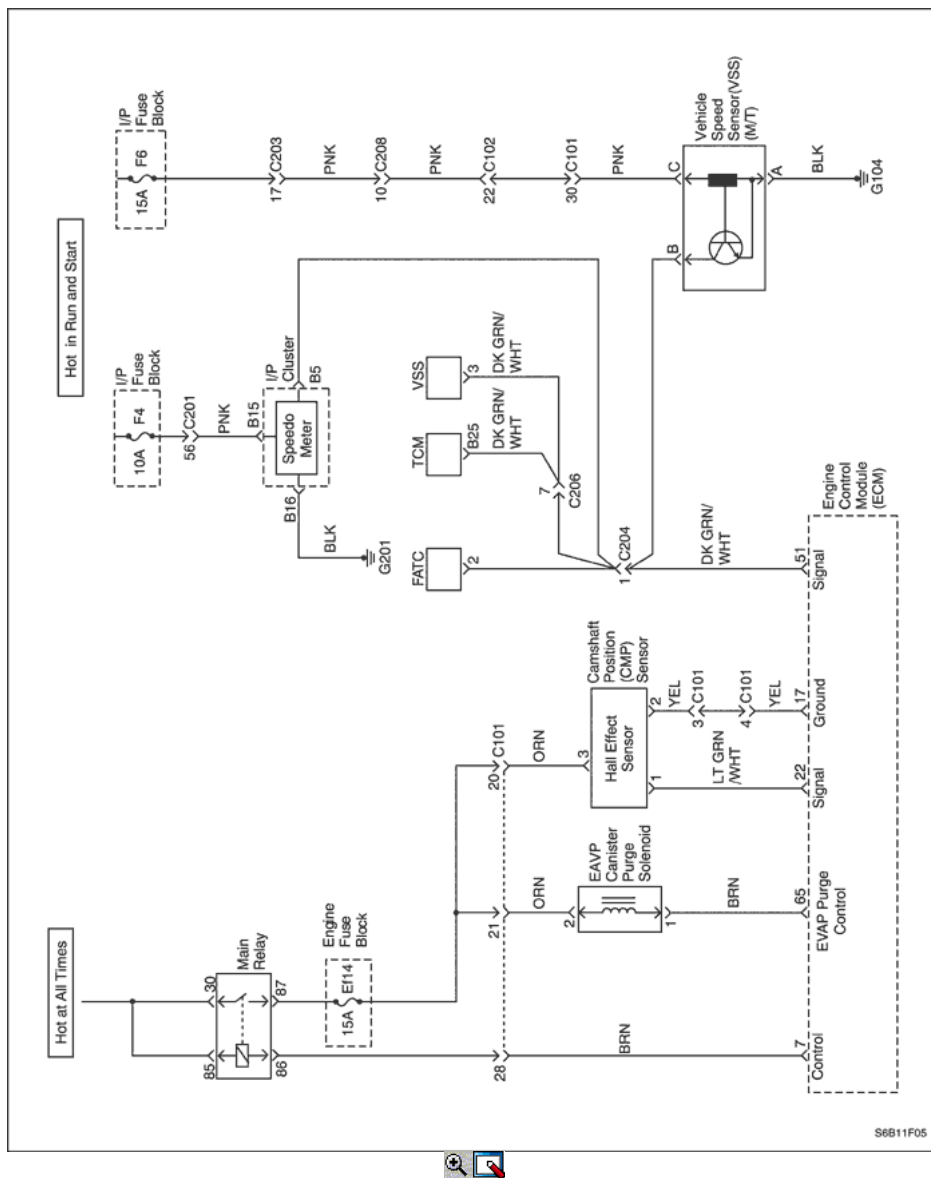 Hot in Run and Start
I/P
Fuse
Block
15A F6
17 C203
PNK
10 C208
PNK
22 C102
30 C101
PNK
C
Vehicle
Speed
Sensor(VSS)
(M/T)
B
A
BLK
G104
I/P
Fuse
Block
10A F4
56 C201
PNK
B15
I/P
Cluster
Speedo
Meter
B5
B16
BLK
G201
FATC
2
TCM
B25
DK GRN/
WHT
VSS
3
DK GRN/
WHT
7
C206
1 C204
DK GRN/
WHT
51
Signal
Engine
Control
Module
(ECM)
Hot at All Times
Main
Relay
85
30
86
87
Engine
Fuse
Block
15A Ef14
28
21
20 C101
BRN
7
Control
ORN
EAVP
Canister
Purge
Solenoid
2
1
BRN
65
EVAP Purge
Control
ORN
3
Camshaft
Position
(CMP)
Sensor
Hall Effect
Sensor
1
2
LT GRN
/WHT
22
Signal
YEL
3 C101
4 C101
YEL
17
Ground
S6B11F05